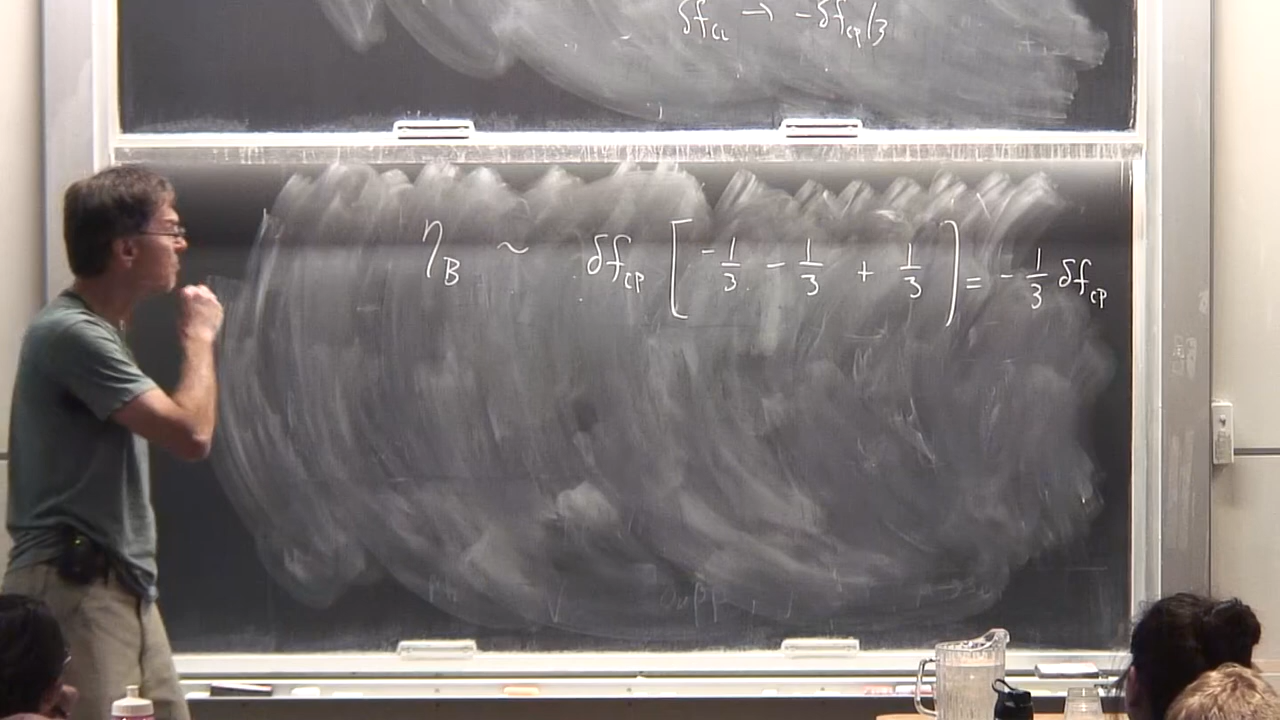 δf_CL → -δf_CP/3
η_B ~ δf_CP [ -1/3 - 1/3 + 1/3 ] = -1/3 δf_CP